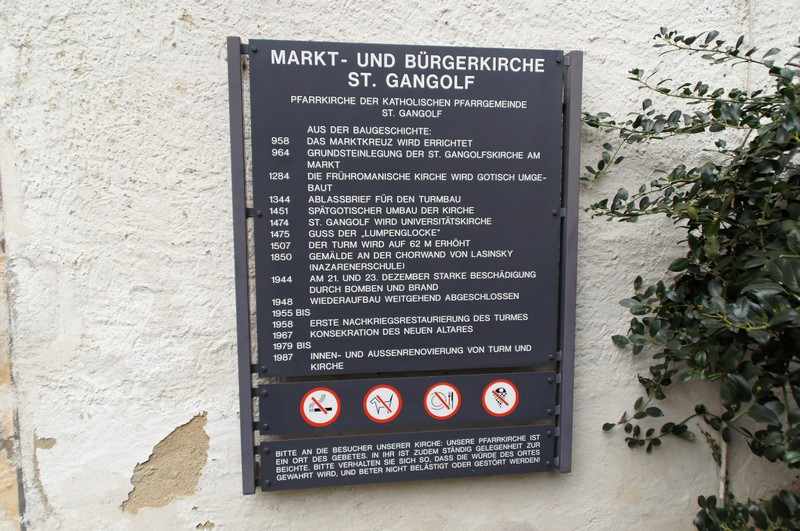 MARKT- UND BÜRGERKIRCHE
ST. GANGOLF
PFARRKIRCHE DER KATHOLISCHEN PFARRGEMEINDE
ST. GANGOLF
AUS DER BAUGESCHICHTE:
958 DAS MARKTKREUZ WIRD ERRICHTET
964 GRUNDSTEINLEGUNG DER ST. GANGOLFSKIRCHE AM
MARKT
1284 DIE FRÜHROMANISCHE KIRCHE WIRD GOTISCH UMGE-
BAUT
1344 ABLASSBRIEF FÜR DEN TURMBAU
1451 SPÄTGOTISCHER UMBAU DER KIRCHE
1474 ST. GANGOLF WIRD UNIVERSITÄTSKIRCHE
1475 GUSS DER „LUMPENGLOCKE"
1507 DER TURM WIRD AUF 62 M ERHÖHT
1850 GEMÄLDE AN DER CHORWAND VON LASINSKY
(NAZARENERSCHULE)
1944 AM 21. UND 23. DEZEMBER STARKE BESCHÄDIGUNG
DURCH BOMBEN UND BRAND
1948 WIEDERAUFBAU WEITGEHEND ABGESCHLOSSEN
1955 BIS
1958 ERSTE NACHKRIEGSRESTAURIERUNG DES TURMES
1967 KONSEKRATION DES NEUEN ALTARES
1979 BIS
1987 INNEN- UND AUSSENRENOVIERUNG VON TURM UND
KIRCHE
BITTE AN DIE BESUCHER UNSERER KIRCHE: UNSERE PFARRKIRCHE IST
EIN ORT DES GEBETES. IN IHR IST ZUDEM STÄNDIG GELEGENHEIT ZUR
BEICHTE. BITTE VERHALTEN SIE SICH SO, DASS DIE WÜRDE DES ORTES
GEWAHRT WIRD, UND BETER NICHT BELÄSTIGT ODER GESTÖRT WERDEN!